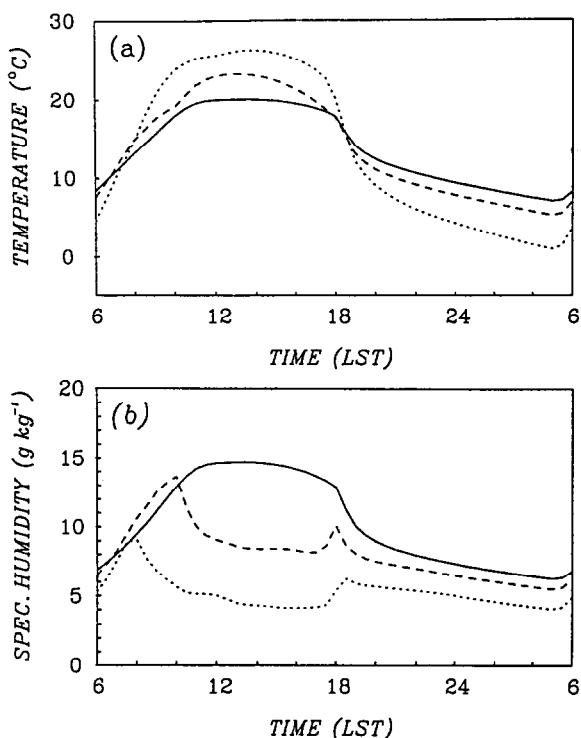 (a)
TEMPERATURE (°C)
30
20
10
0
6 12 18 24 6
TIME (LST)
(b)
SPEC. HUMIDITY (g kg⁻¹)
20
15
10
5
0
6 12 18 24 6
TIME (LST)